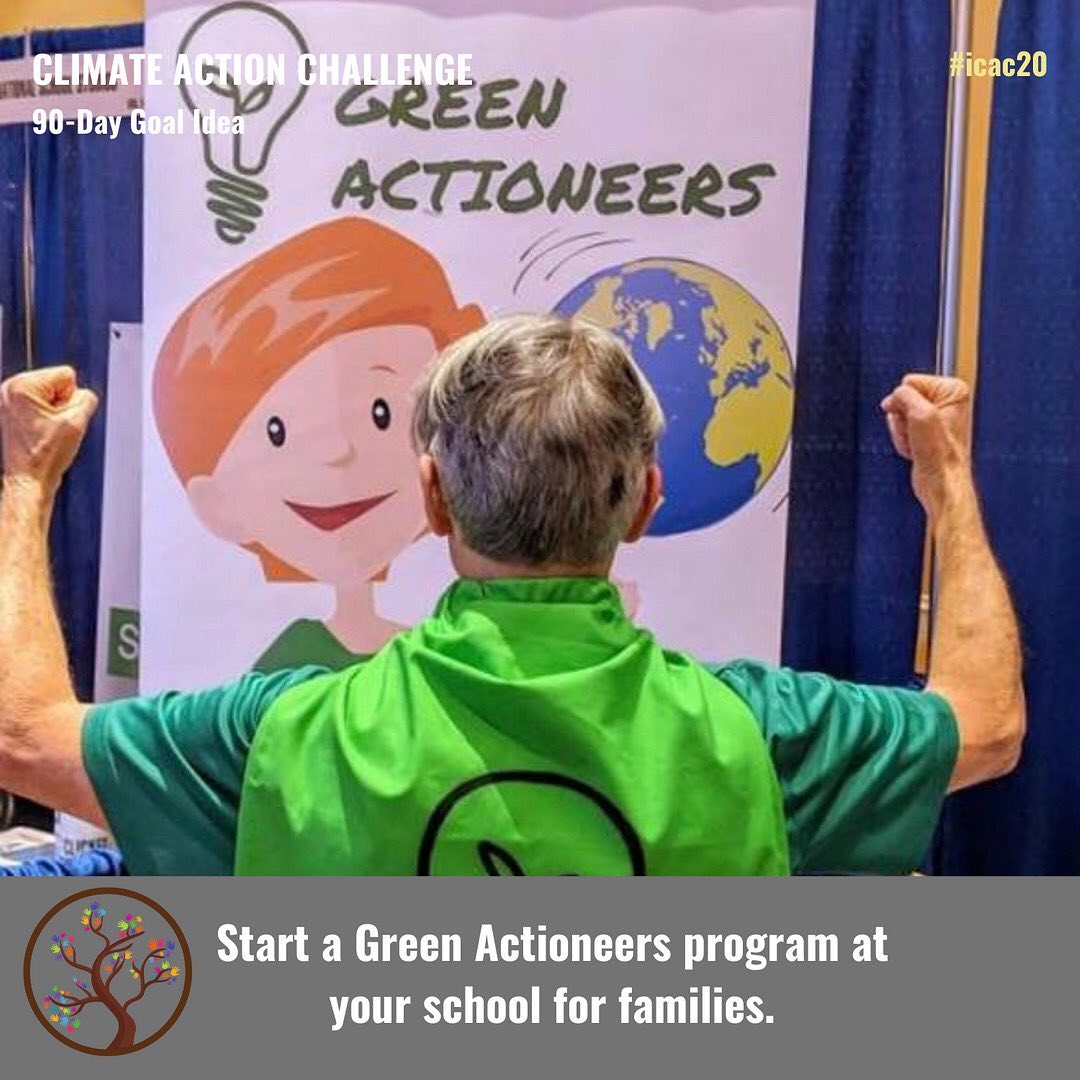 CLIMATE ACTION CHALLENGE
90-Day Goal Idea
#icac20
GREEN
ACTIONEERS
S
Start a Green Actioneers program at
your school for families.